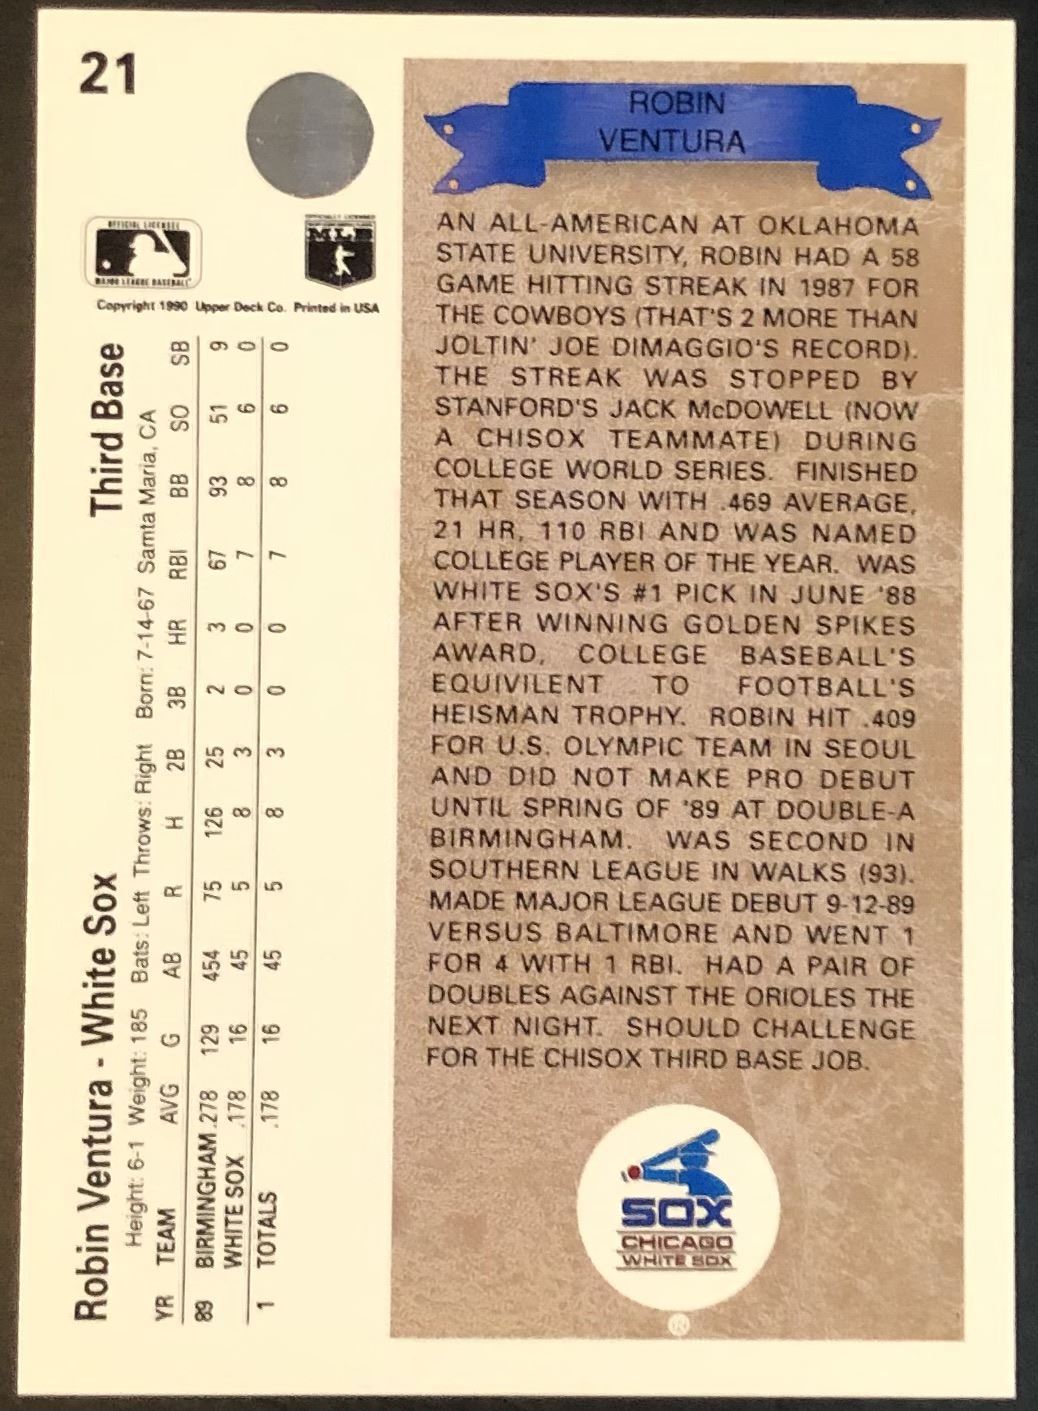 21
OFFICIAL LICENSEE
MAJOR LEAGUE BASEBALL
OFFICIALLY LICENSED
MLB
Copyright 1990 Upper Deck Co. Printed in USA
Robin Ventura - White Sox Third Base
Height: 6-1 Weight: 185 Bats: Left Throws: Right Born: 7-14-67 Samta Maria, CA
YR TEAM AVG G AB R H 2B 3B HR RBI BB SO SB
89 BIRMINGHAM .278 129 454 75 126 25 2 3 67 93 51 9
WHITE SOX .178 16 45 5 8 3 0 0 7 8 6 0
1 TOTALS .178 16 45 5 8 3 0 0 7 8 6 0
ROBIN
VENTURA
AN ALL-AMERICAN AT OKLAHOMA
STATE UNIVERSITY, ROBIN HAD A 58
GAME HITTING STREAK IN 1987 FOR
THE COWBOYS (THAT'S 2 MORE THAN
JOLTIN' JOE DIMAGGIO'S RECORD).
THE STREAK WAS STOPPED BY
STANFORD'S JACK McDOWELL (NOW
A CHISOX TEAMMATE) DURING
COLLEGE WORLD SERIES. FINISHED
THAT SEASON WITH .469 AVERAGE,
21 HR, 110 RBI AND WAS NAMED
COLLEGE PLAYER OF THE YEAR. WAS
WHITE SOX'S #1 PICK IN JUNE '88
AFTER WINNING GOLDEN SPIKES
AWARD, COLLEGE BASEBALL'S
EQUIVILENT TO FOOTBALL'S
HEISMAN TROPHY. ROBIN HIT .409
FOR U.S. OLYMPIC TEAM IN SEOUL
AND DID NOT MAKE PRO DEBUT
UNTIL SPRING OF '89 AT DOUBLE-A
BIRMINGHAM. WAS SECOND IN
SOUTHERN LEAGUE IN WALKS (93).
MADE MAJOR LEAGUE DEBUT 9-12-89
VERSUS BALTIMORE AND WENT 1
FOR 4 WITH 1 RBI. HAD A PAIR OF
DOUBLES AGAINST THE ORIOLES THE
NEXT NIGHT. SHOULD CHALLENGE
FOR THE CHISOX THIRD BASE JOB.
SOX
CHICAGO
WHITE SOX
®